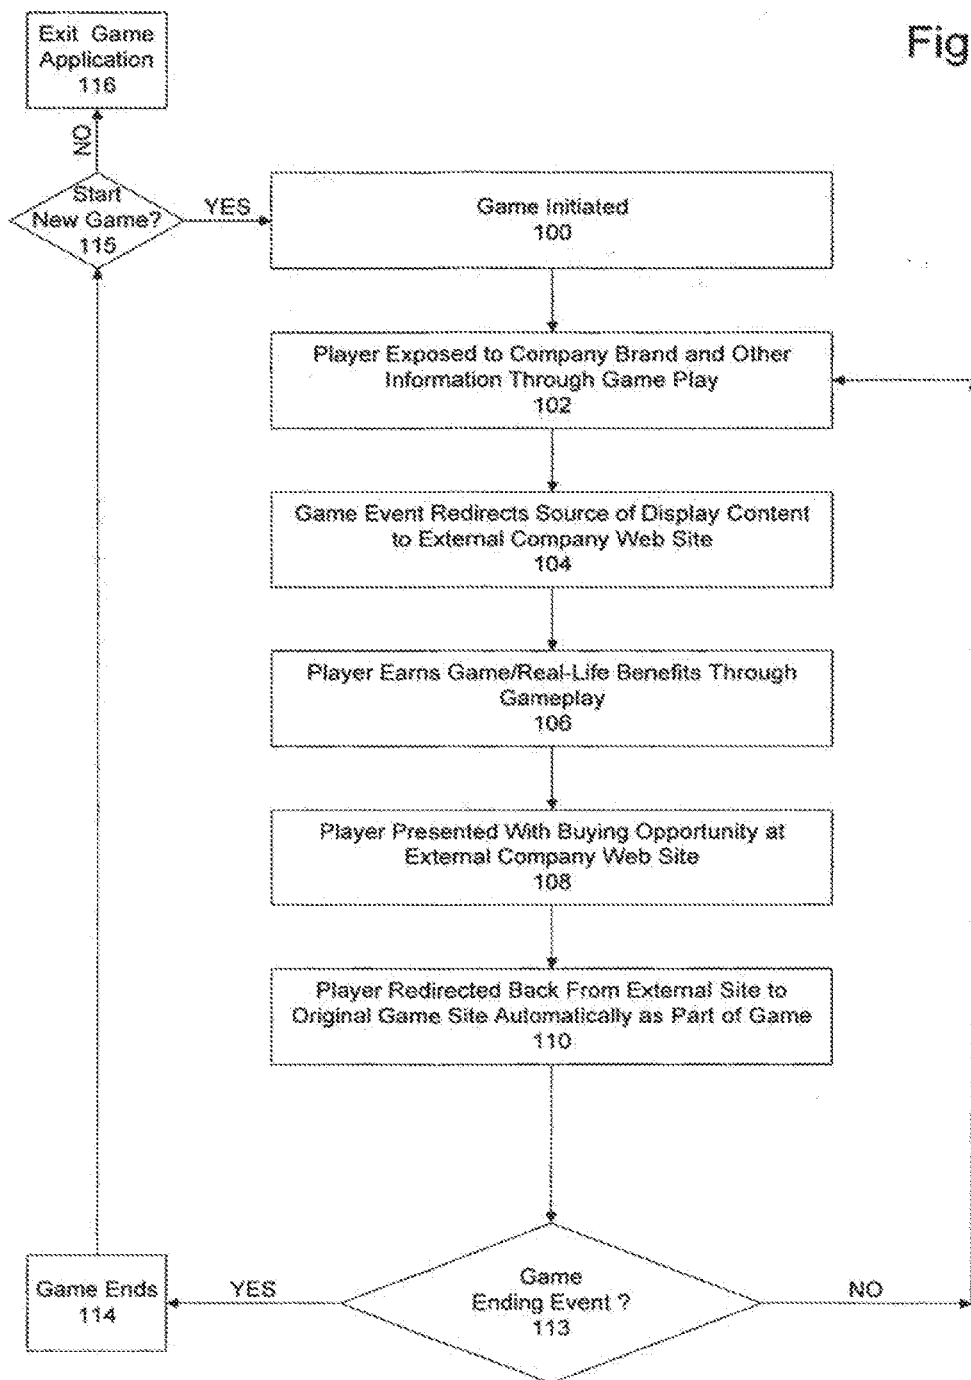 Fig
Exit Game
Application
116
NO
Start
New Game?
115
YES
Game Initiated
100
Player Exposed to Company Brand and Other
Information Through Game Play
102
Game Event Redirects Source of Display Content
to External Company Web Site
104
Player Earns Game/Real-Life Benefits Through
Gameplay
106
Player Presented With Buying Opportunity at
External Company Web Site
108
Player Redirected Back From External Site to
Original Game Site Automatically as Part of Game
110
Game
Ending Event ?
113
YES
NO
Game Ends
114